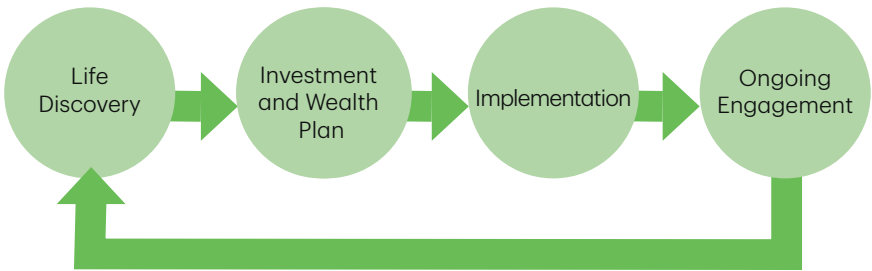 Life
Discovery
Investment
and Wealth
Plan
Implementation
Ongoing
Engagement